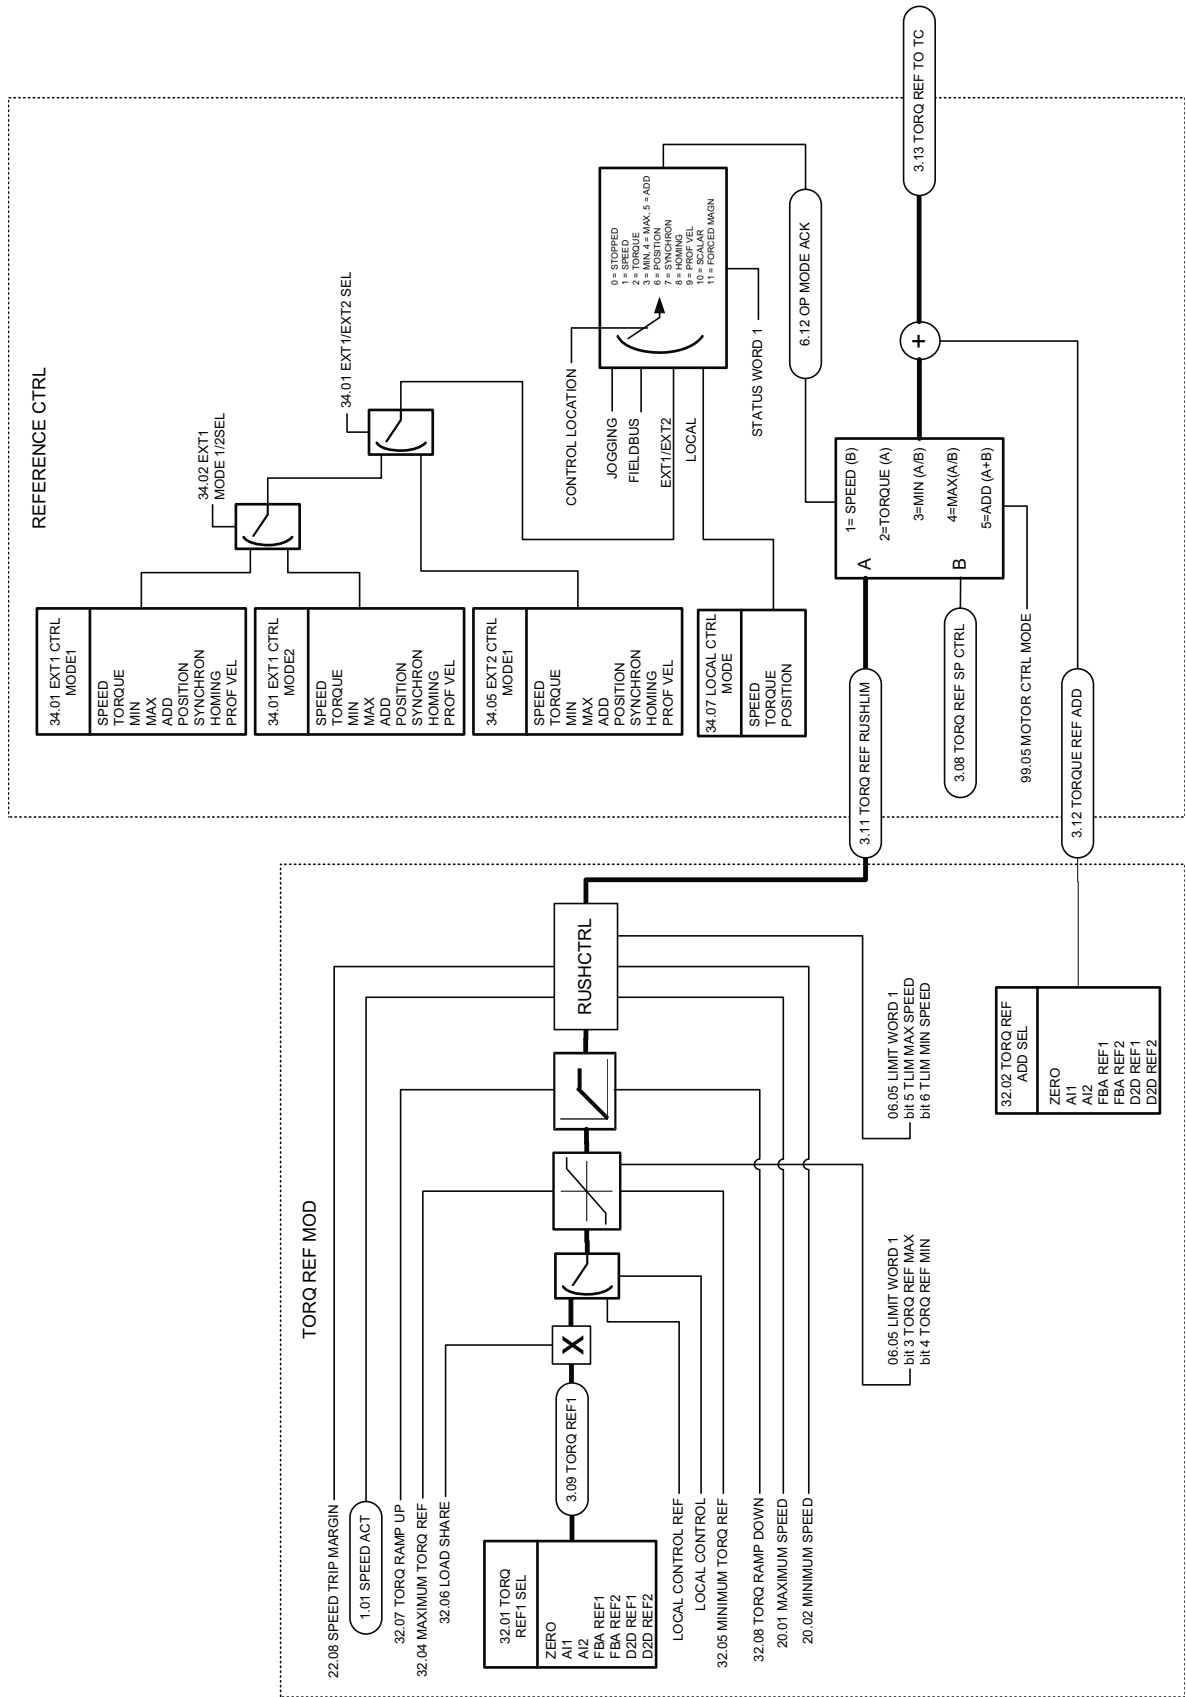 TORQ REF MOD
22.08 SPEED TRIP MARGIN
1.01 SPEED ACT
32.07 TORQ RAMP UP
32.04 MAXIMUM TORQ REF
32.06 LOAD SHARE
32.01 TORQ
REF1 SEL
ZERO
AI1
AI2
FBA REF1
FBA REF2
D2D REF1
D2D REF2
3.09 TORQ REF1
X
RUSHCTRL
LOCAL CONTROL REF
LOCAL CONTROL
32.05 MINIMUM TORQ REF
32.08 TORQ RAMP DOWN
20.01 MAXIMUM SPEED
20.02 MINIMUM SPEED
06.05 LIMIT WORD 1
bit 3 TORQ REF MAX
bit 4 TORQ REF MIN
06.05 LIMIT WORD 1
bit 5 TLIM MAX SPEED
bit 6 TLIM MIN SPEED
32.02 TORQ REF
ADD SEL
ZERO
AI1
AI2
FBA REF1
FBA REF2
D2D REF1
D2D REF2
REFERENCE CTRL
34.01 EXT1 CTRL
MODE1
SPEED
TORQUE
MIN
MAX
ADD
POSITION
SYNCHRON
HOMING
PROF VEL
34.01 EXT1 CTRL
MODE2
SPEED
TORQUE
MIN
MAX
ADD
POSITION
SYNCHRON
HOMING
PROF VEL
34.05 EXT2 CTRL
MODE1
SPEED
TORQUE
MIN
MAX
ADD
POSITION
SYNCHRON
HOMING
PROF VEL
34.07 LOCAL CTRL
MODE
SPEED
TORQUE
POSITION
34.02 EXT1
MODE 1/2SEL
34.01 EXT1/EXT2 SEL
CONTROL LOCATION
JOGGING
FIELDBUS
EXT1/EXT2
LOCAL
0 = STOPPED
1 = SPEED
2 = TORQUE
3 = MIN, 4 = MAX, 5 = ADD
6 = POSITION
7 = SYNCHRON
8 = HOMING
9 = PROF VEL
10 = SCALAR
11 = FORCED MAGN
STATUS WORD 1
6.12 OP MODE ACK
3.11 TORQ REF RUSHLIM
3.08 TORQ REF SP CTRL
99.05 MOTOR CTRL MODE
3.12 TORQUE REF ADD
A
B
1= SPEED (B)
2=TORQUE (A)
3=MIN (A/B)
4=MAX(A/B)
5=ADD (A+B)
+
3.13 TORQ REF TO TC